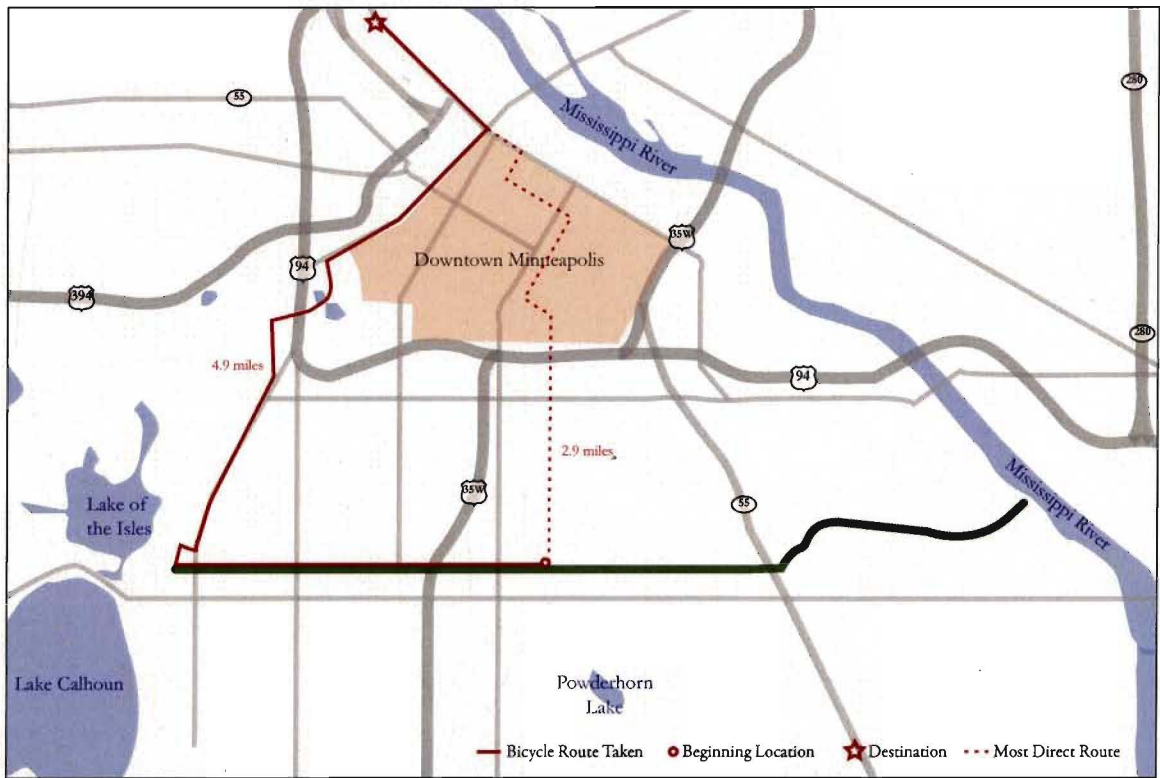 55
280
Mississippi River
35W
Downtown Minneapolis
94
394
280
4.9 miles
94
2.9 miles
35W
55
Lake of
the Isles
Mississippi River
Lake Calhoun
Powderhorn
Lake
Bicycle Route Taken
Beginning Location
Destination
Most Direct Route